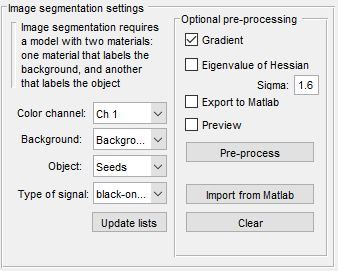 Image segmentation settings
Image segmentation requires
a model with two materials:
one material that labels the
background, and another
that labels the object
Color channel: Ch 1
Background: Backgro...
Object: Seeds
Type of signal: black-on...
Update lists
Optional pre-processing
Gradient
Eigenvalue of Hessian
Sigma: 1.6
Export to Matlab
Preview
Pre-process
Import from Matlab
Clear